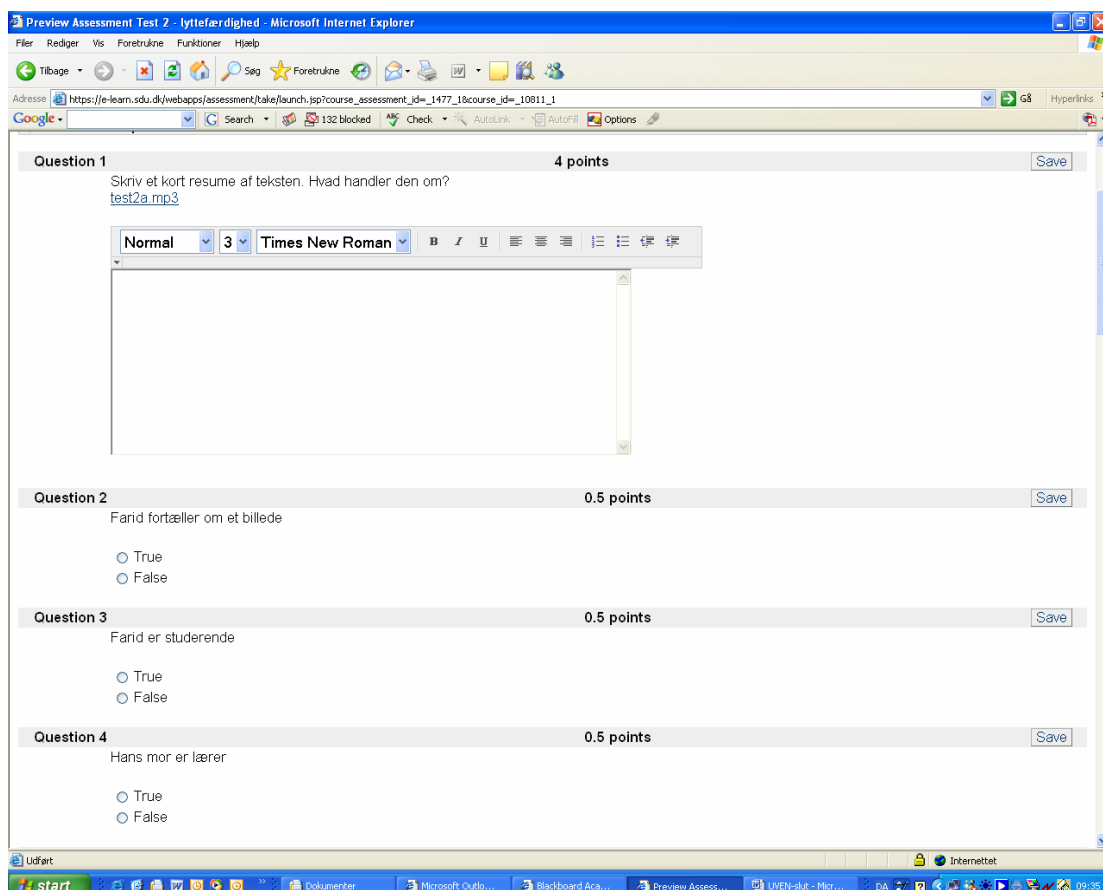 Preview Assessment Test 2 - lyttefærdighed - Microsoft Internet Explorer
Filer Rediger Vis Foretrukne Funktioner Hjælp
Tilbage Søg Foretrukne
Adresse https://e-learn.sdu.dk/webapps/assessment/take/launch.jsp?course_assessment_id=_1477_1&course_id=_10811_1 Gå Hyperlinks
Google Search 132 blocked Check AutoLink AutoFill Options
Question 1 4 points Save
Skriv et kort resume af teksten. Hvad handler den om?
test2a.mp3
Normal 3 Times New Roman B I U
Question 2 0.5 points Save
Farid fortæller om et billede
True
False
Question 3 0.5 points Save
Farid er studerende
True
False
Question 4 0.5 points Save
Hans mor er lærer
True
False
Udført Internettet
start Dokumenter Microsoft Outlo... Blackboard Aca... Preview Assess... UVEN-slut - Micr... DA 09:35